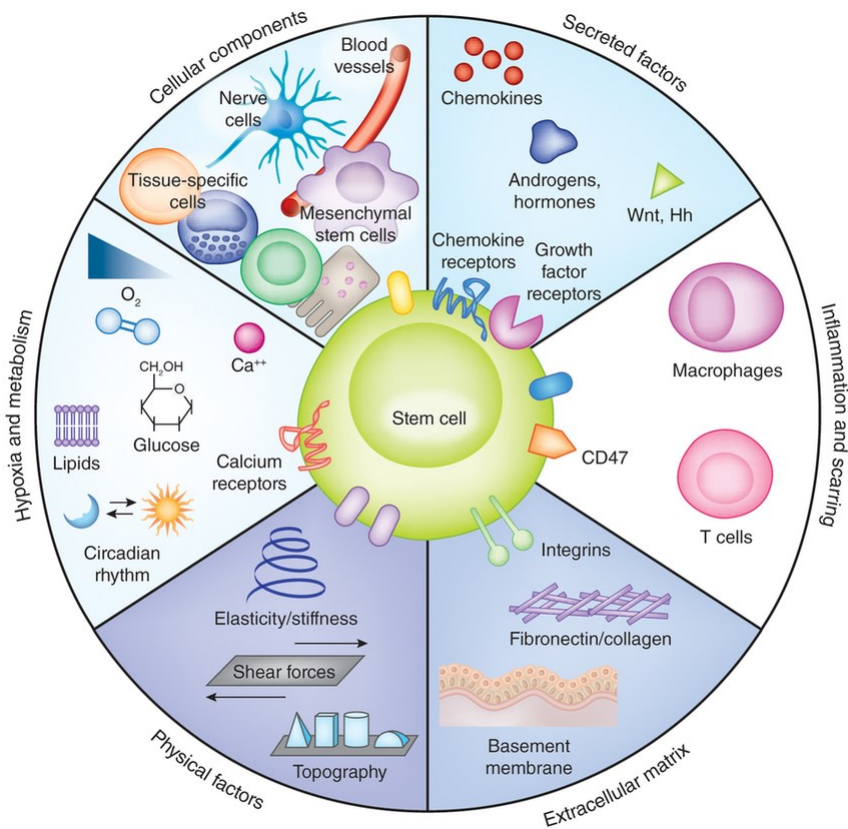 Cellular components
Blood
vessels
Nerve
cells
Tissue-specific
cells
Mesenchymal
stem cells
Secreted factors
Chemokines
Androgens,
hormones
Wnt, Hh
Chemokine
receptors
Growth
factor
receptors
Inflammation and scarring
Macrophages
CD47
T cells
Hypoxia and metabolism
O2
Ca++
CH2OH
O
Glucose
Lipids
Calcium
receptors
Circadian
rhythm
Stem cell
Physical factors
Elasticity/stiffness
Shear forces
Topography
Extracellular matrix
Integrins
Fibronectin/collagen
Basement
membrane